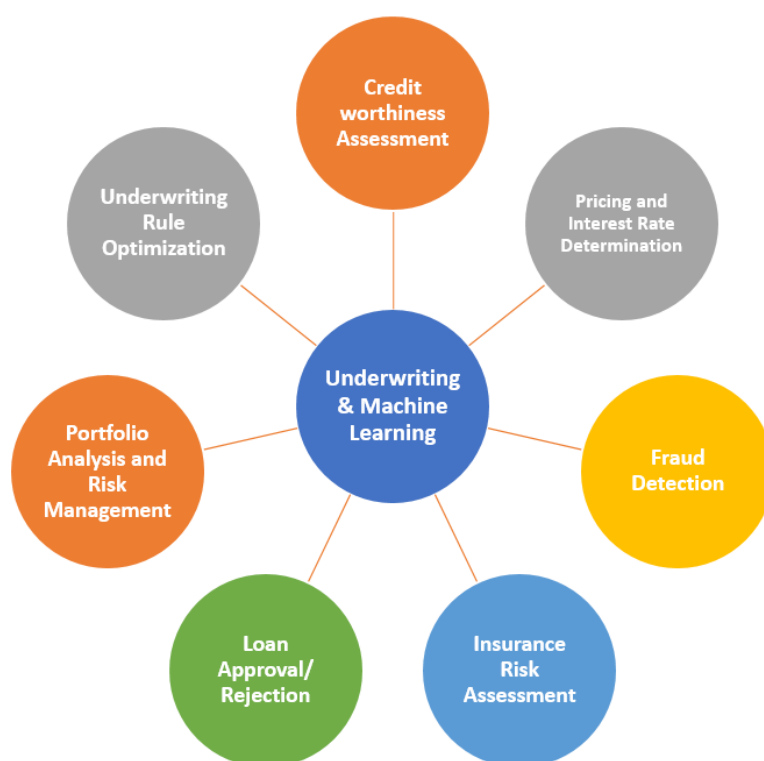 Credit
worthiness
Assessment
Underwriting
Rule
Optimization
Pricing and
Interest Rate
Determination
Underwriting
& Machine
Learning
Portfolio
Analysis and
Risk
Management
Fraud
Detection
Loan
Approval/
Rejection
Insurance
Risk
Assessment